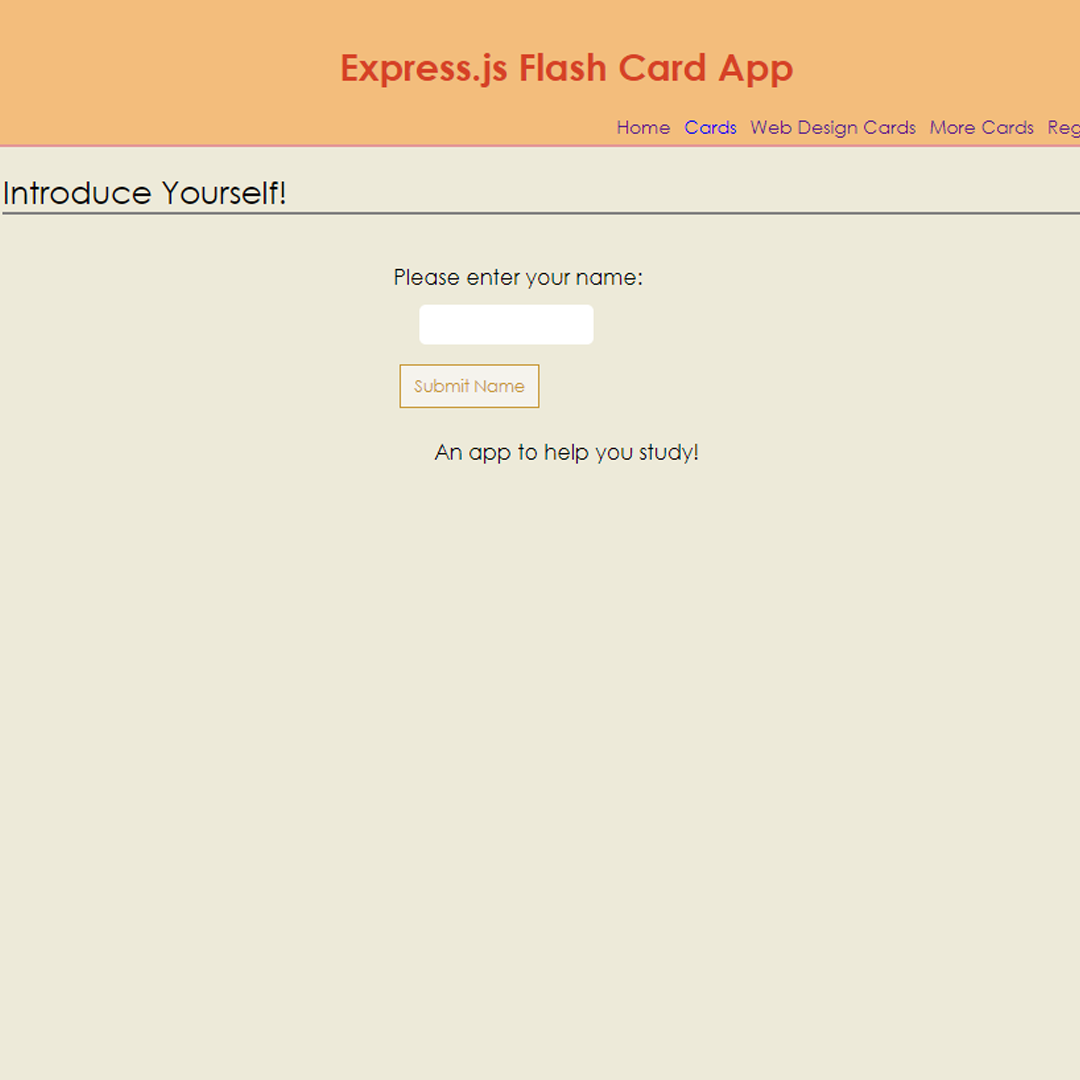 Express.js Flash Card App
Home Cards Web Design Cards More Cards Reg
Introduce Yourself!
Please enter your name:
Submit Name
An app to help you study!